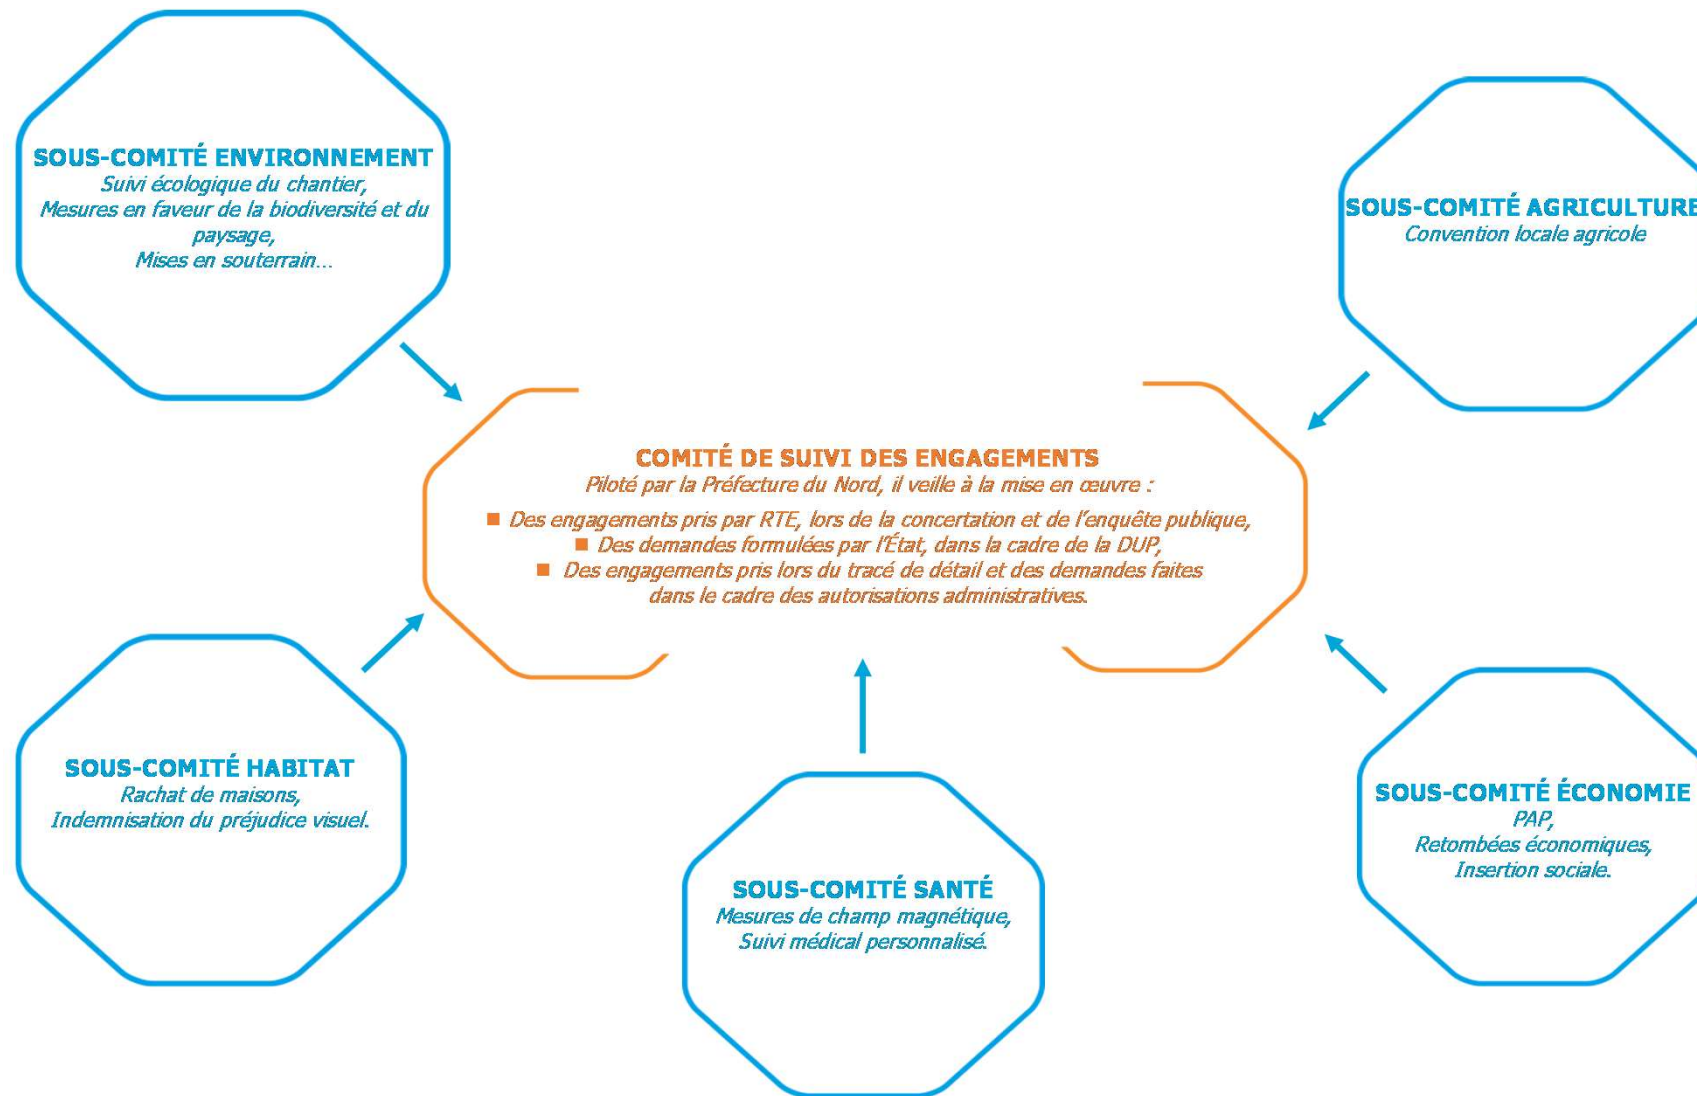 SOUS-COMITÉ ENVIRONNEMENT
Suivi écologique du chantier,
Mesures en faveur de la biodiversité et du
paysage,
Mises en souterrain...
SOUS-COMITÉ AGRICULTURE
Convention locale agricole
COMITÉ DE SUIVI DES ENGAGEMENTS
Piloté par la Préfecture du Nord, il veille à la mise en œuvre :
■ Des engagements pris par RTE, lors de la concertation et de l'enquête publique,
■ Des demandes formulées par l'État, dans la cadre de la DUP,
■ Des engagements pris lors du tracé de détail et des demandes faites
dans le cadre des autorisations administratives.
SOUS-COMITÉ HABITAT
Rachat de maisons,
Indemnisation du préjudice visuel.
SOUS-COMITÉ SANTÉ
Mesures de champ magnétique,
Suivi médical personnalisé.
SOUS-COMITÉ ÉCONOMIE
PAP,
Retombées économiques,
Insertion sociale.